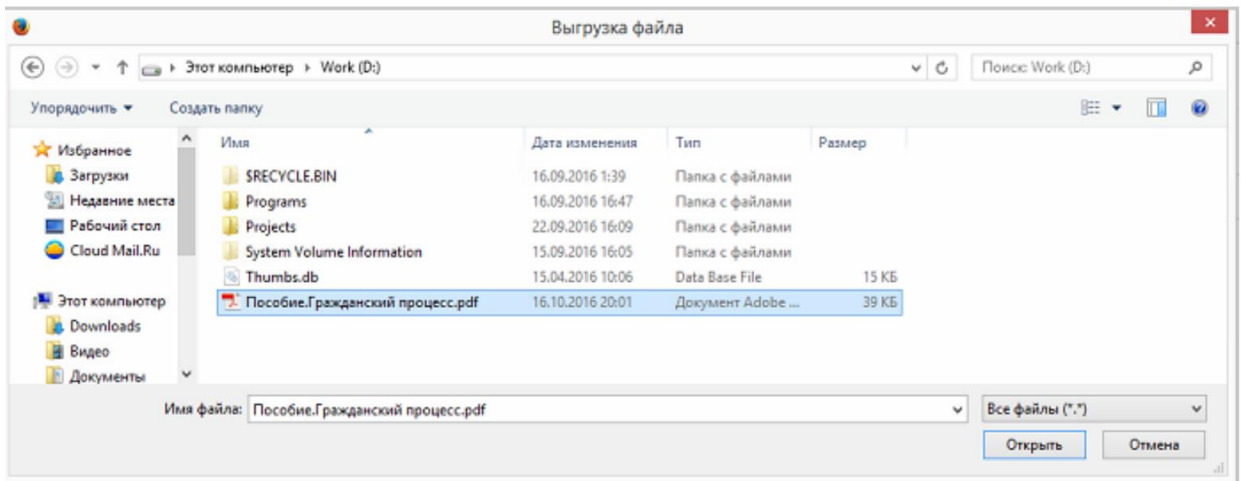 Выгрузка файла
Этот компьютер Work (D:) Поиск: Work (D:)
Упорядочить Создать папку
Избранное
Загрузки
Недавние места
Рабочий стол
Cloud Mail.Ru
Этот компьютер
Downloads
Видео
Документы
Имя Дата изменения Тип Размер
$RECYCLE.BIN 16.09.2016 1:39 Папка с файлами
Programs 16.09.2016 16:47 Папка с файлами
Projects 22.09.2016 16:09 Папка с файлами
System Volume Information 15.09.2016 16:05 Папка с файлами
Thumbs.db 15.04.2016 10:06 Data Base File 15 КБ
Пособие.Гражданский процесс.pdf 16.10.2016 20:01 Документ Adobe ... 39 КБ
Имя файла: Пособие.Гражданский процесс.pdf Все файлы (*.*)
Открыть Отмена